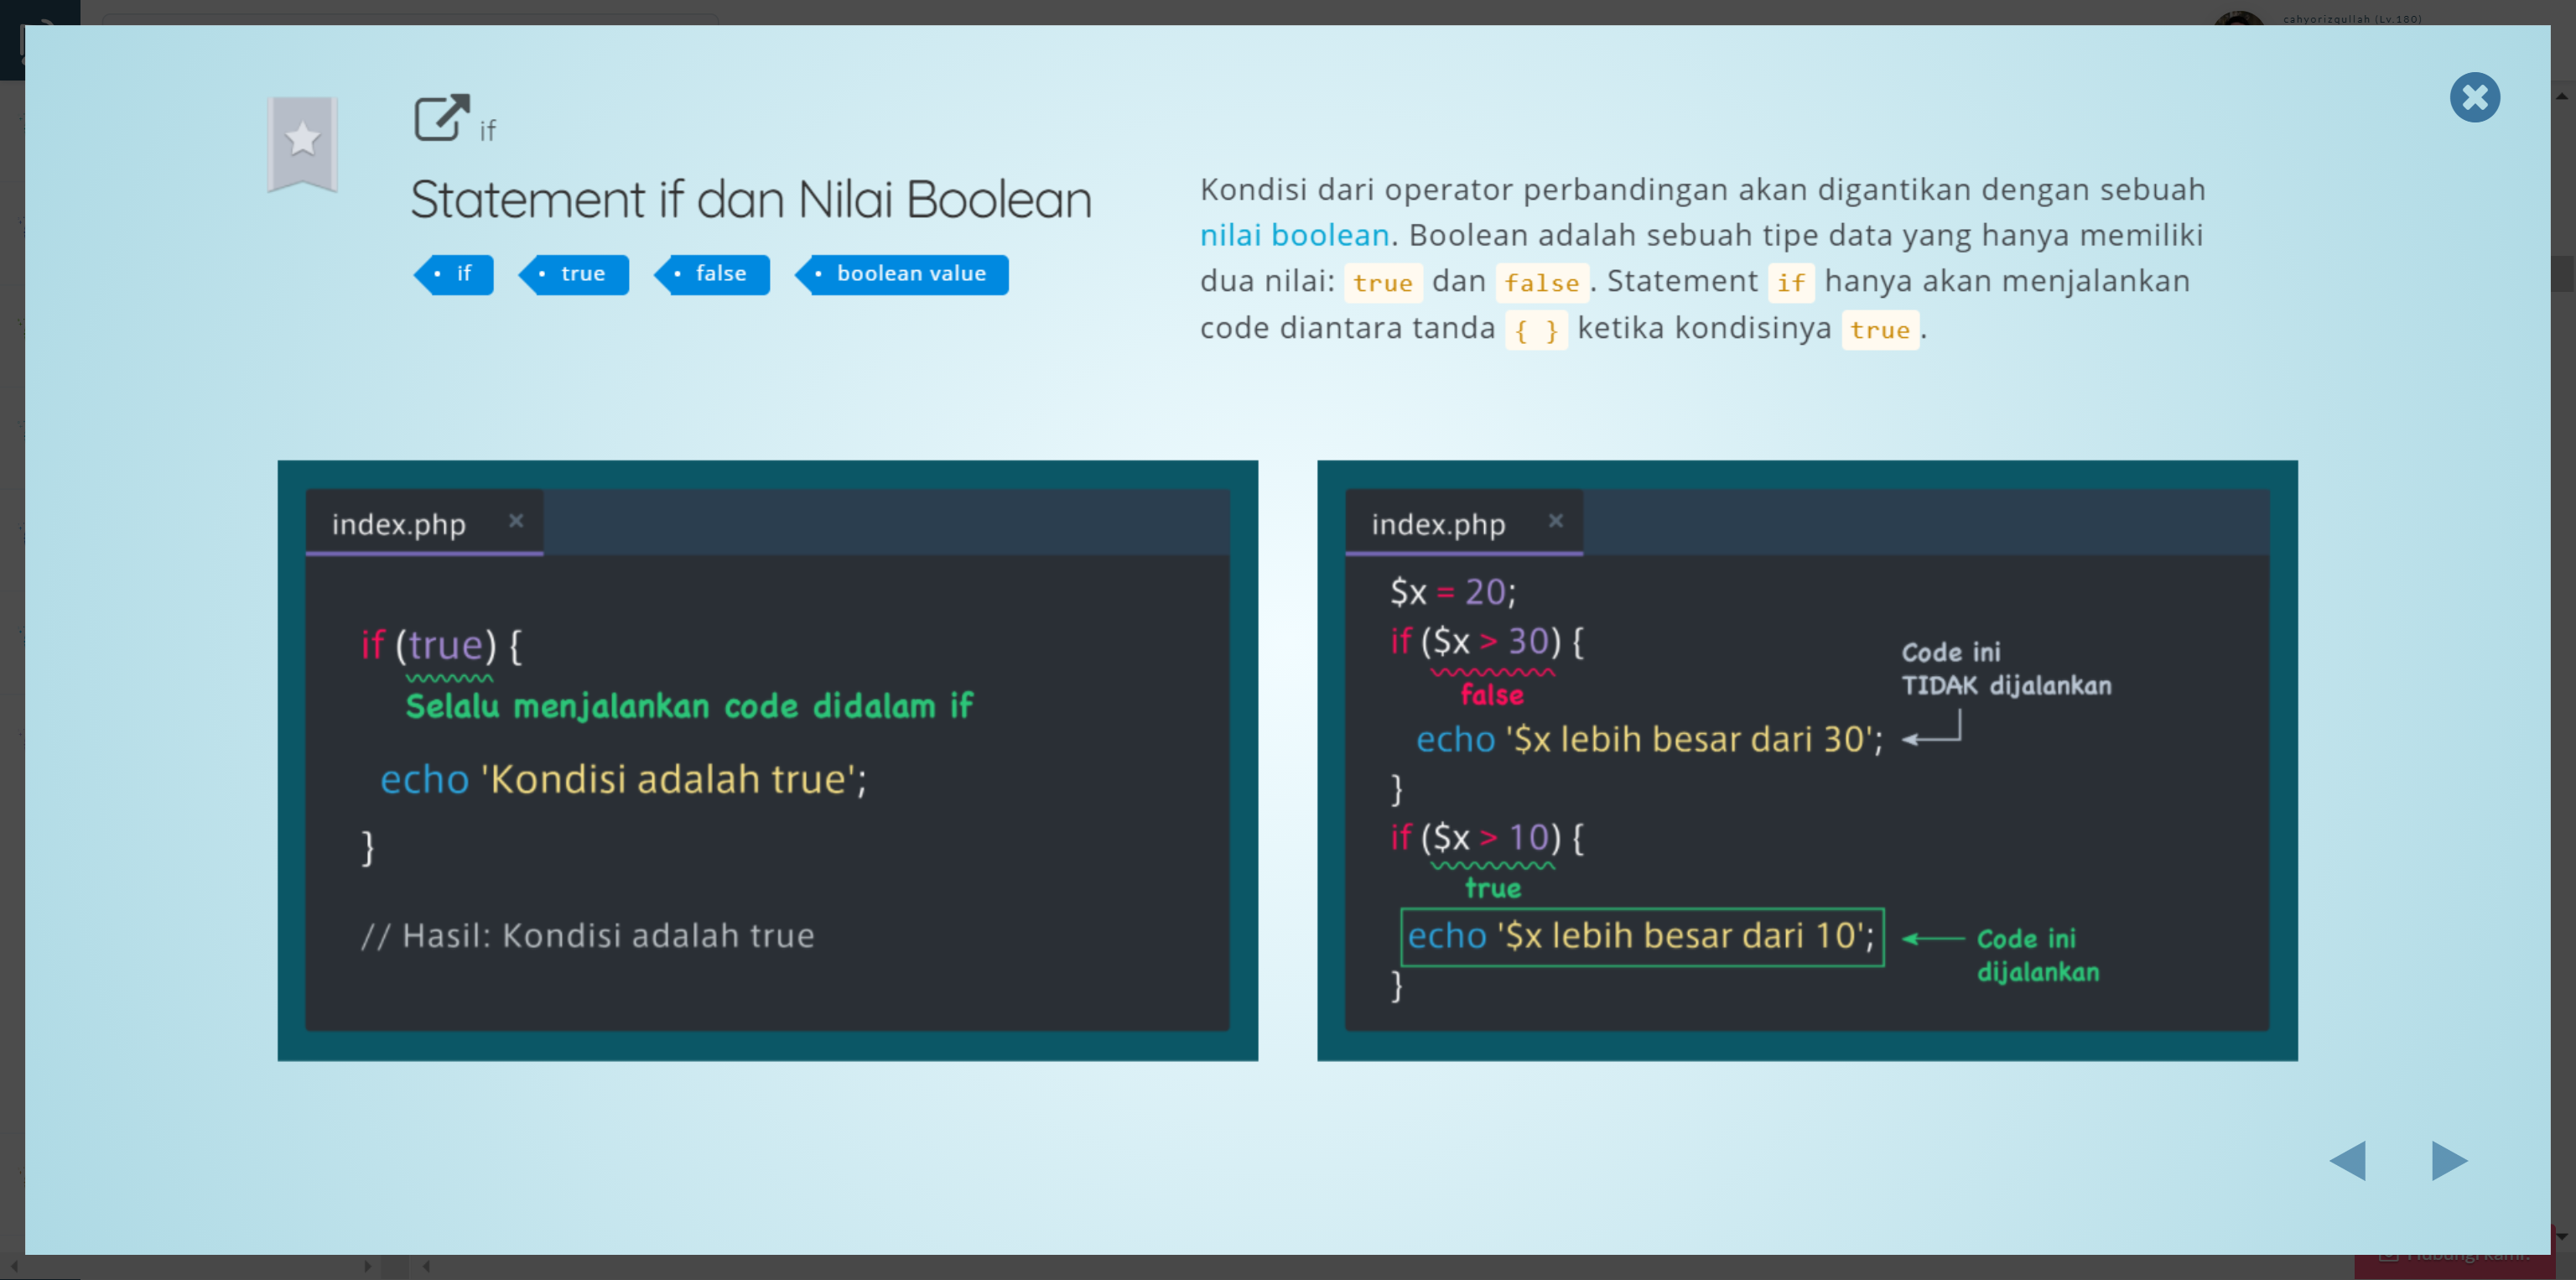 cahyorizqullah (Lv.180)
if
Statement if dan Nilai Boolean
if
true
false
boolean value
Kondisi dari operator perbandingan akan digantikan dengan sebuah
nilai boolean. Boolean adalah sebuah tipe data yang hanya memiliki
dua nilai: true dan false. Statement if hanya akan menjalankan
code diantara tanda { } ketika kondisinya true.
index.php
if (true) {
Selalu menjalankan code didalam if
echo 'Kondisi adalah true';
}
// Hasil: Kondisi adalah true
index.php
$x = 20;
if ($x > 30) {
false
Code ini
TIDAK dijalankan
echo '$x lebih besar dari 30';
}
if ($x > 10) {
true
echo '$x lebih besar dari 10';
Code ini
dijalankan
}
Hubungi kami!